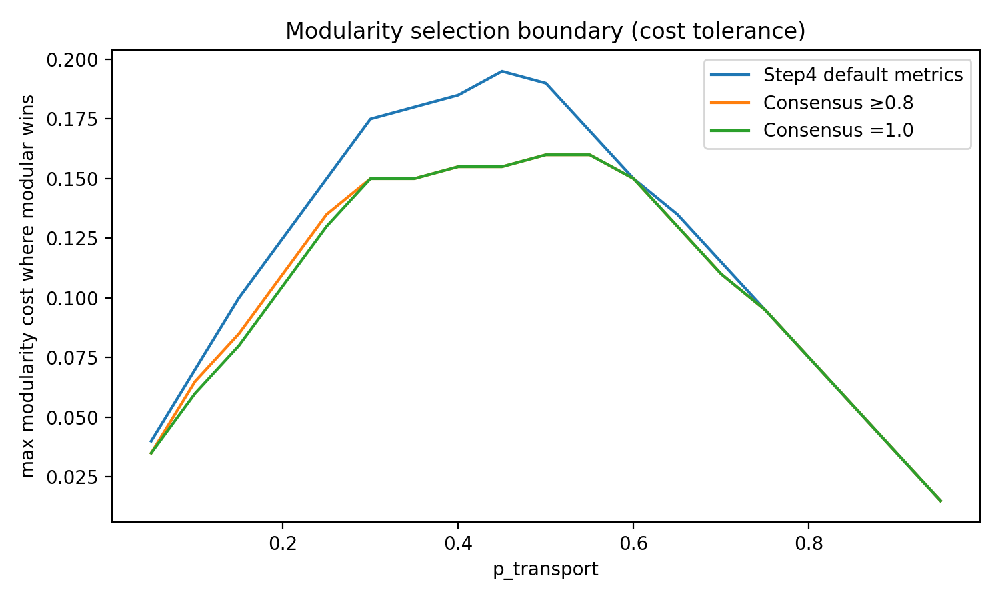 Modularity selection boundary (cost tolerance)
max modularity cost where modular wins
0.200
0.175
0.150
0.125
0.100
0.075
0.050
0.025
Step4 default metrics
Consensus ≥0.8
Consensus =1.0
0.2 0.4 0.6 0.8
p_transport